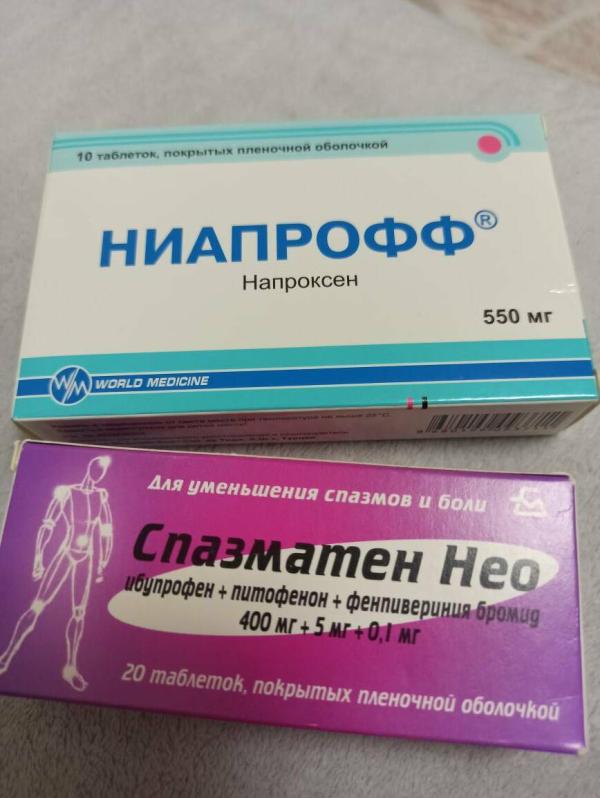 10 таблеток, покрытых пленочной оболочкой
НИАПРОФФ®
Напроксен
550 мг
WM WORLD MEDICINE
Для уменьшения спазмов и боли
Спазматен Нео
ибупрофен + питофенон + фенпивериния бромид
400 мг + 5 мг + 0,1 мг
20 таблеток, покрытых пленочной оболочкой